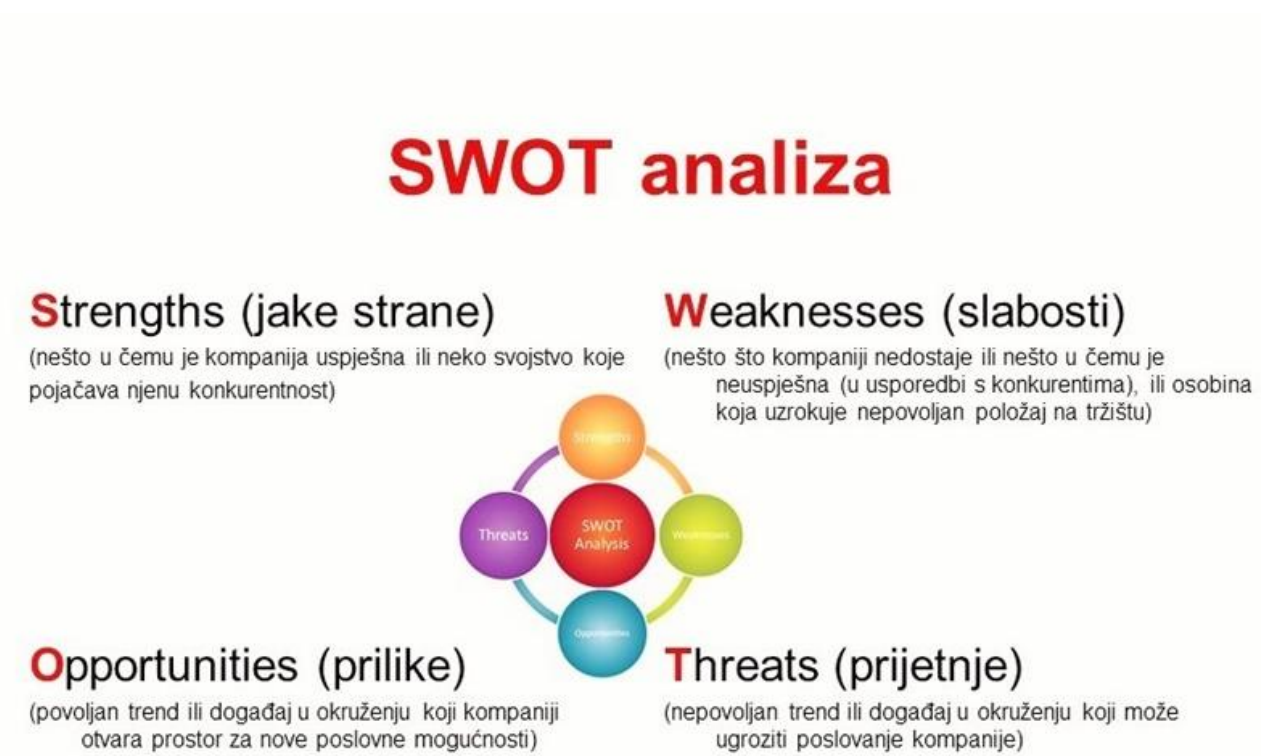 SWOT analiza
Strengths (jake strane)
(nešto u čemu je kompanija uspješna ili neko svojstvo koje
pojačava njenu konkurentnost)
Weaknesses (slabosti)
(nešto što kompaniji nedostaje ili nešto u čemu je
neuspješna (u usporedbi s konkurentima), ili osobina
koja uzrokuje nepovoljan položaj na tržištu)
Strengths
Threats
SWOT
Analysis
Weaknesses
Opportunities
Opportunities (prilike)
(povoljan trend ili događaj u okruženju koji kompaniji
otvara prostor za nove poslovne mogućnosti)
Threats (prijetnje)
(nepovoljan trend ili događaj u okruženju koji može
ugroziti poslovanje kompanije)